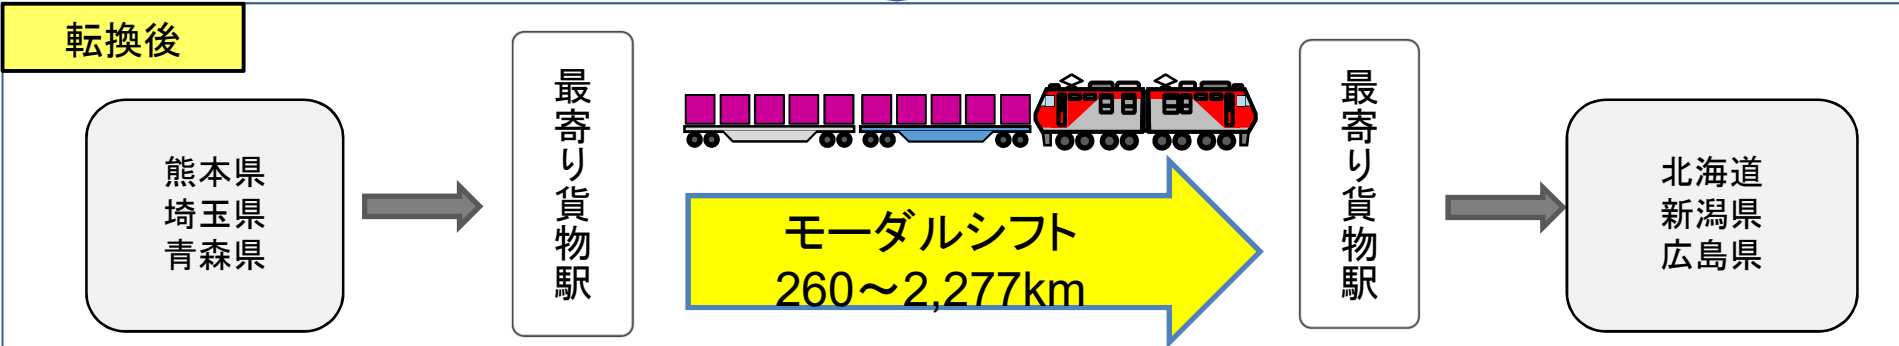 転換後
熊本県
埼玉県
青森県
最寄り貨物駅
モーダルシフト
260～2,277km
最寄り貨物駅
北海道
新潟県
広島県